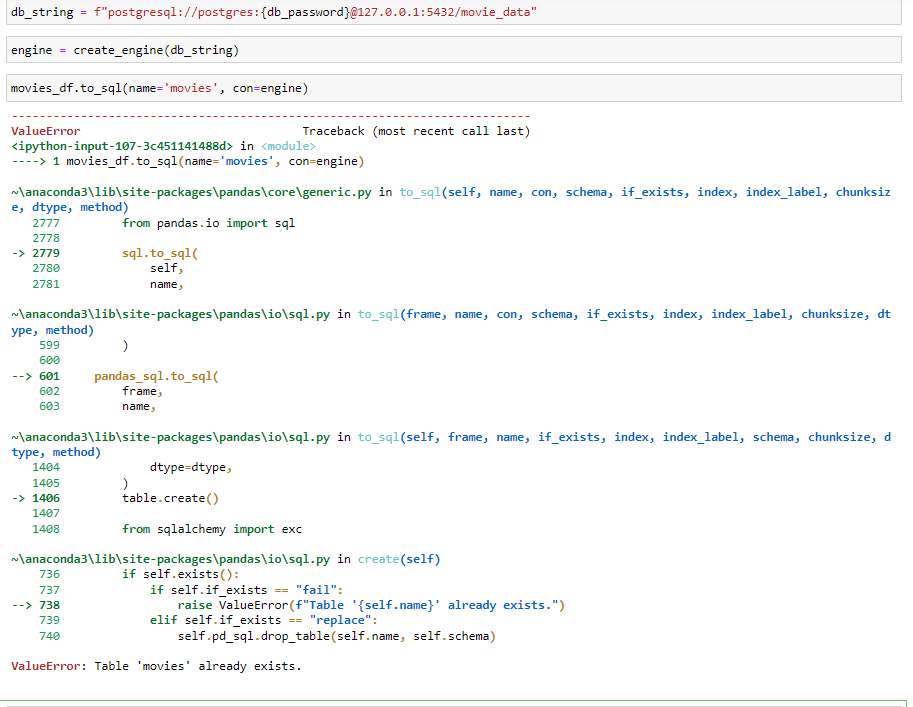 db_string = f"postgresql://postgres:{db_password}@127.0.0.1:5432/movie_data"
engine = create_engine(db_string)
movies_df.to_sql(name='movies', con=engine)
---------------------------------------------------------------------------
ValueError                                Traceback (most recent call last)
<ipython-input-107-3c451141488d> in <module>
----> 1 movies_df.to_sql(name='movies', con=engine)
~\anaconda3\lib\site-packages\pandas\core\generic.py in to_sql(self, name, con, schema, if_exists, index, index_label, chunksiz
e, dtype, method)
   2777         from pandas.io import sql
   2778
-> 2779         sql.to_sql(
   2780             self,
   2781             name,
~\anaconda3\lib\site-packages\pandas\io\sql.py in to_sql(frame, name, con, schema, if_exists, index, index_label, chunksize, dt
ype, method)
    599         )
    600
--> 601     pandas_sql.to_sql(
    602         frame,
    603         name,
~\anaconda3\lib\site-packages\pandas\io\sql.py in to_sql(self, frame, name, if_exists, index, index_label, schema, chunksize, d
type, method)
   1404             dtype=dtype,
   1405         )
-> 1406         table.create()
   1407
   1408         from sqlalchemy import exc
~\anaconda3\lib\site-packages\pandas\io\sql.py in create(self)
    736         if self.exists():
    737             if self.if_exists == "fail":
--> 738                 raise ValueError(f"Table '{self.name}' already exists.")
    739             elif self.if_exists == "replace":
    740                 self.pd_sql.drop_table(self.name, self.schema)
ValueError: Table 'movies' already exists.